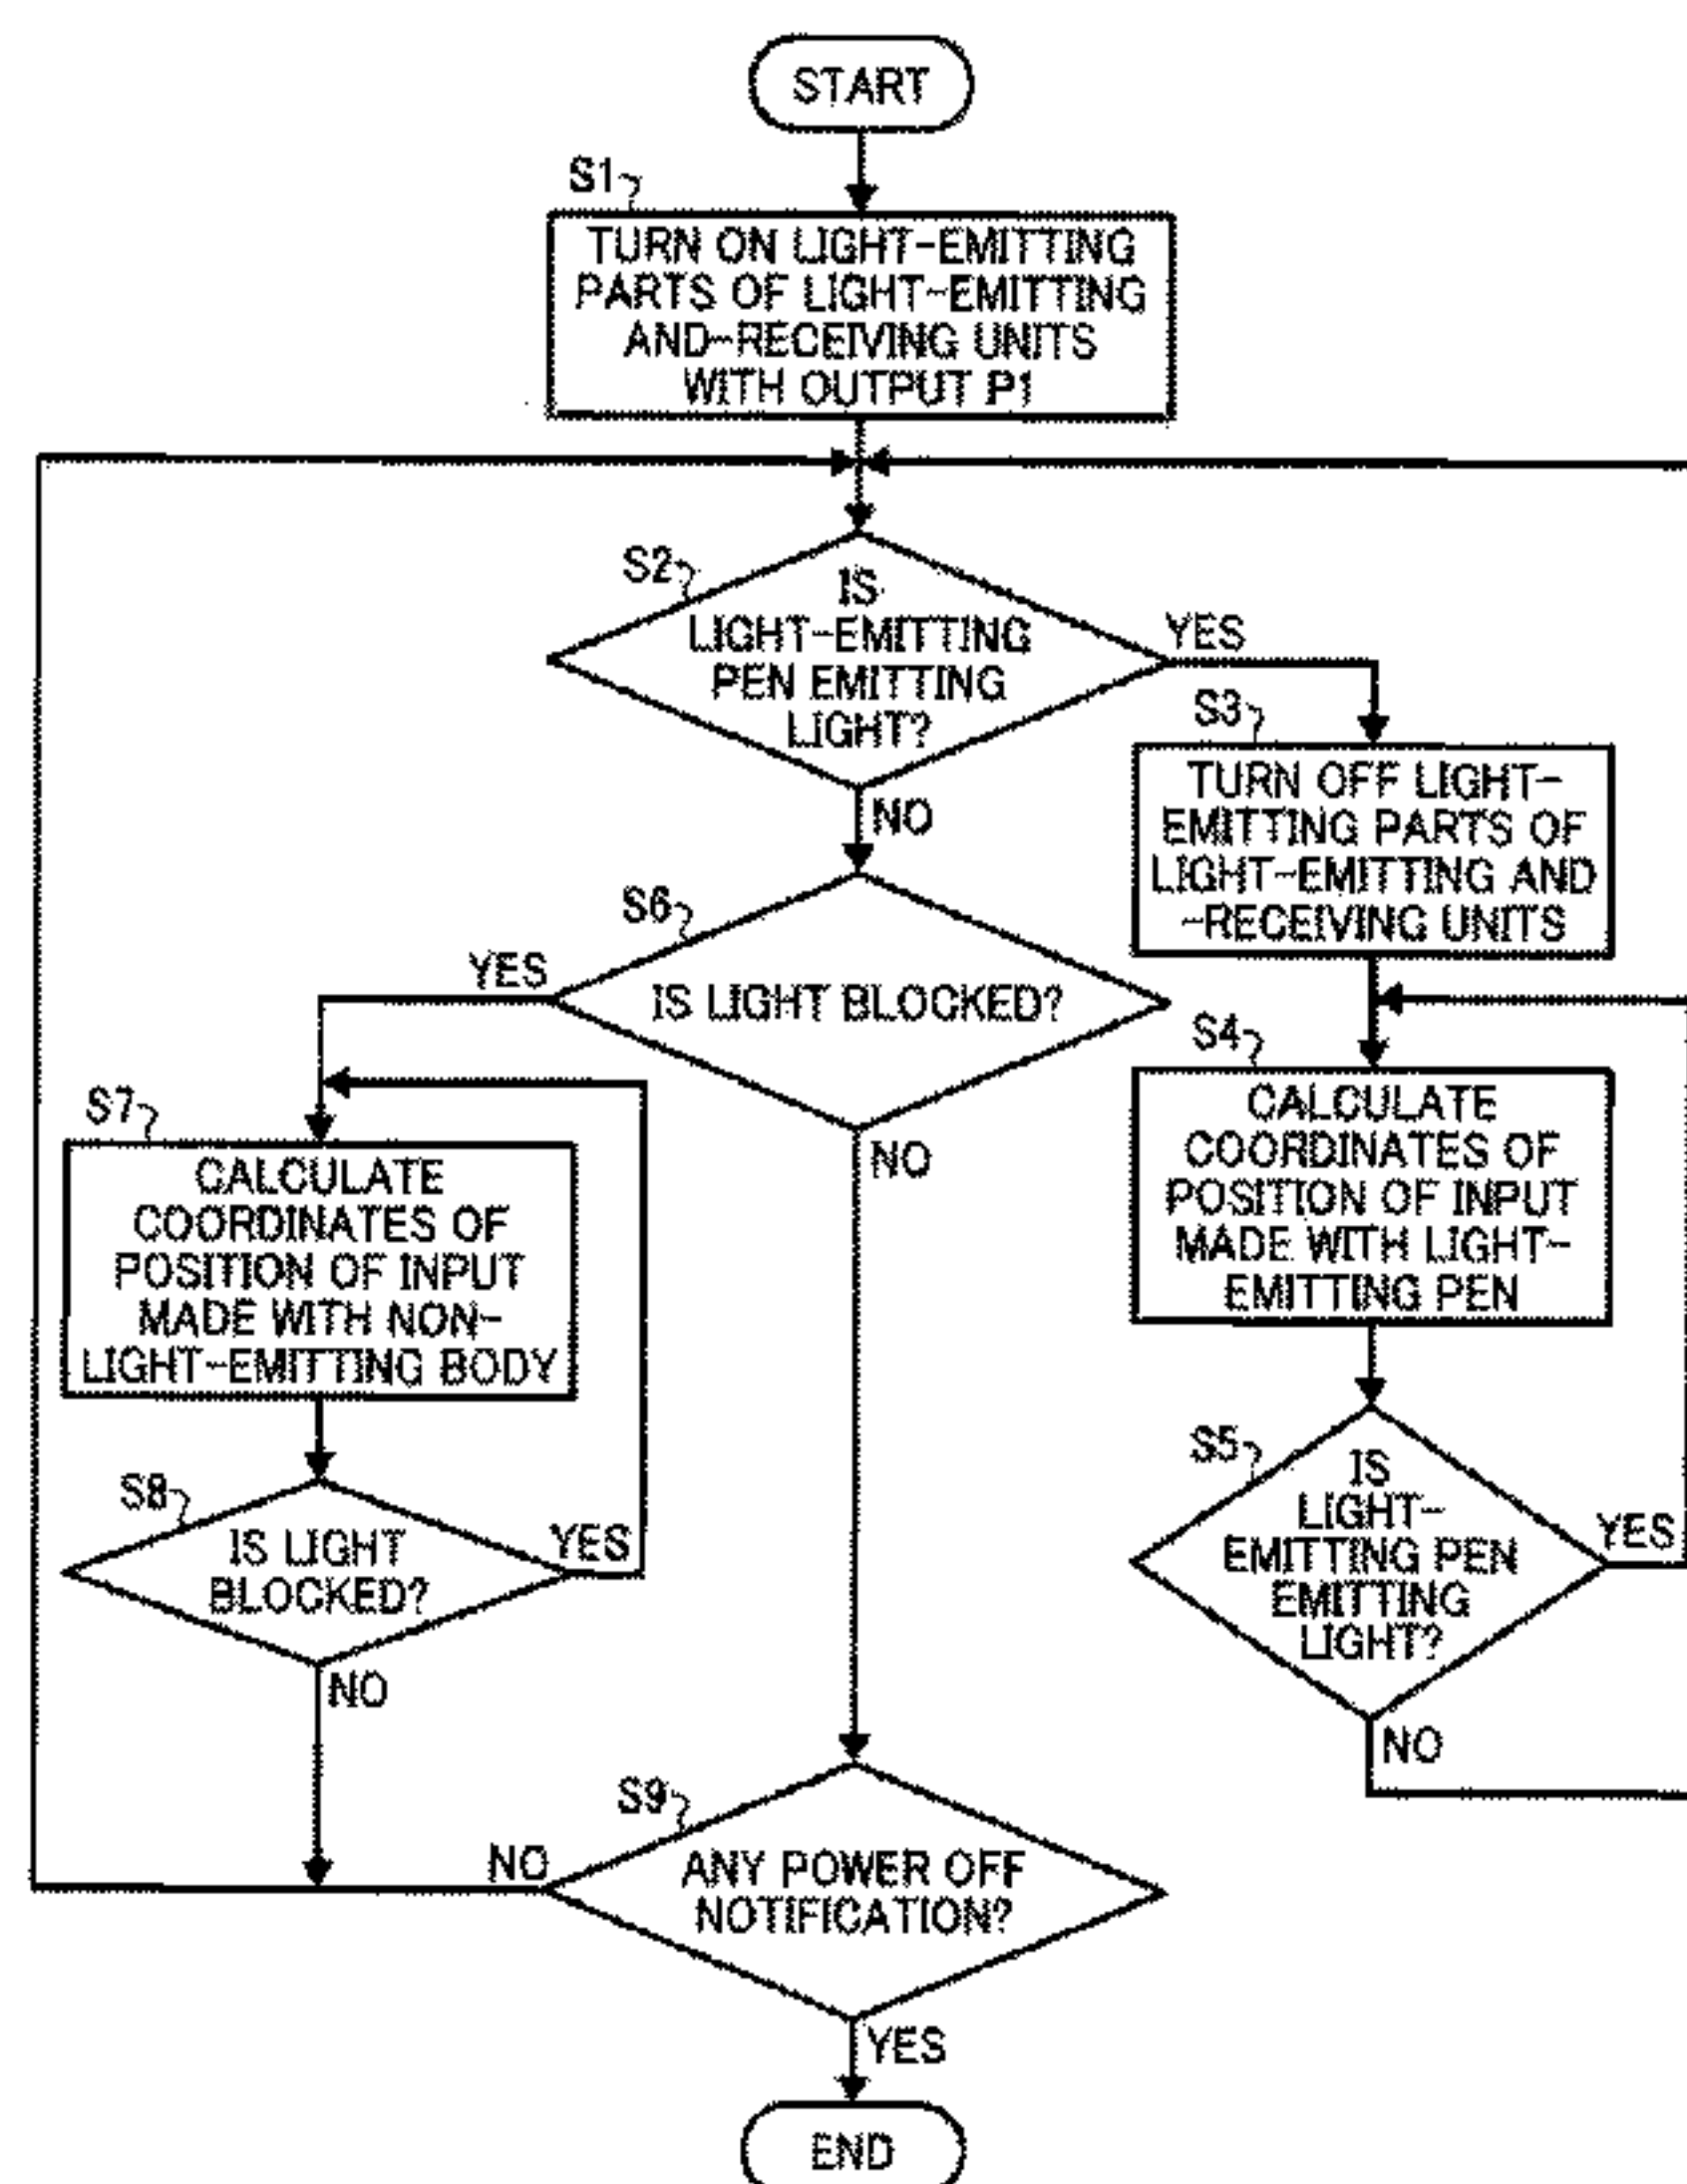 START
S1
TURN ON LIGHT-EMITTING
PARTS OF LIGHT-EMITTING
AND-RECEIVING UNITS
WITH OUTPUT P1
S2
IS
LIGHT-EMITTING
PEN EMITTING
LIGHT?
YES
NO
S3
TURN OFF LIGHT-
EMITTING PARTS OF
LIGHT-EMITTING AND
-RECEIVING UNITS
S6
IS LIGHT BLOCKED?
YES
NO
S4
CALCULATE
COORDINATES OF
POSITION OF INPUT
MADE WITH LIGHT-
EMITTING PEN
S7
CALCULATE
COORDINATES OF
POSITION OF INPUT
MADE WITH NON-
LIGHT-EMITTING BODY
S5
IS
LIGHT-
EMITTING PEN
EMITTING
LIGHT?
YES
NO
S8
IS LIGHT
BLOCKED?
YES
NO
S9
ANY POWER OFF
NOTIFICATION?
NO
YES
END